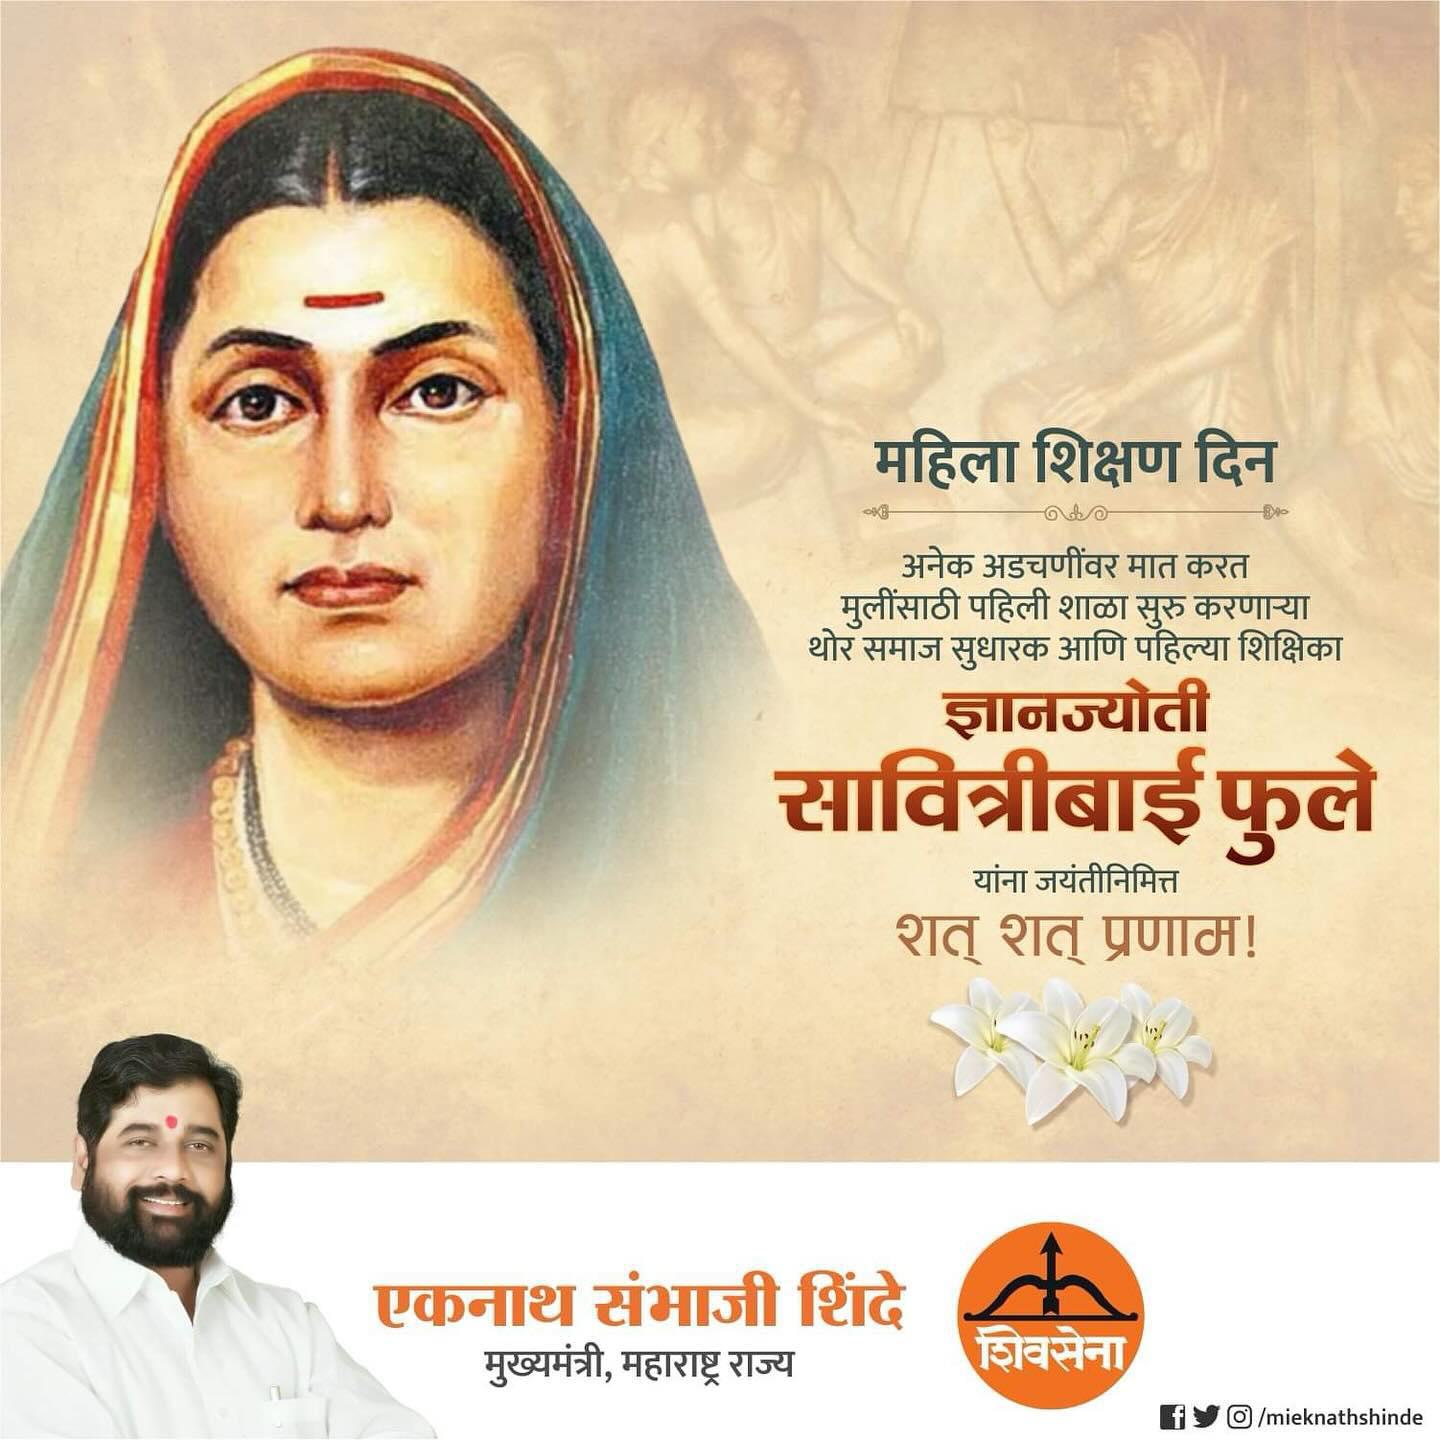 महिला शिक्षण दिन
अनेक अडचणींवर मात करत
मुलींसाठी पहिली शाळा सुरु करणाऱ्या
थोर समाज सुधारक आणि पहिल्या शिक्षिका
ज्ञानज्योती
सावित्रीबाई फुले
यांना जयंतीनिमित्त
शत् शत् प्रणाम!
एकनाथ संभाजी शिंदे
मुख्यमंत्री, महाराष्ट्र राज्य
शिवसेना
/mieknathshinde